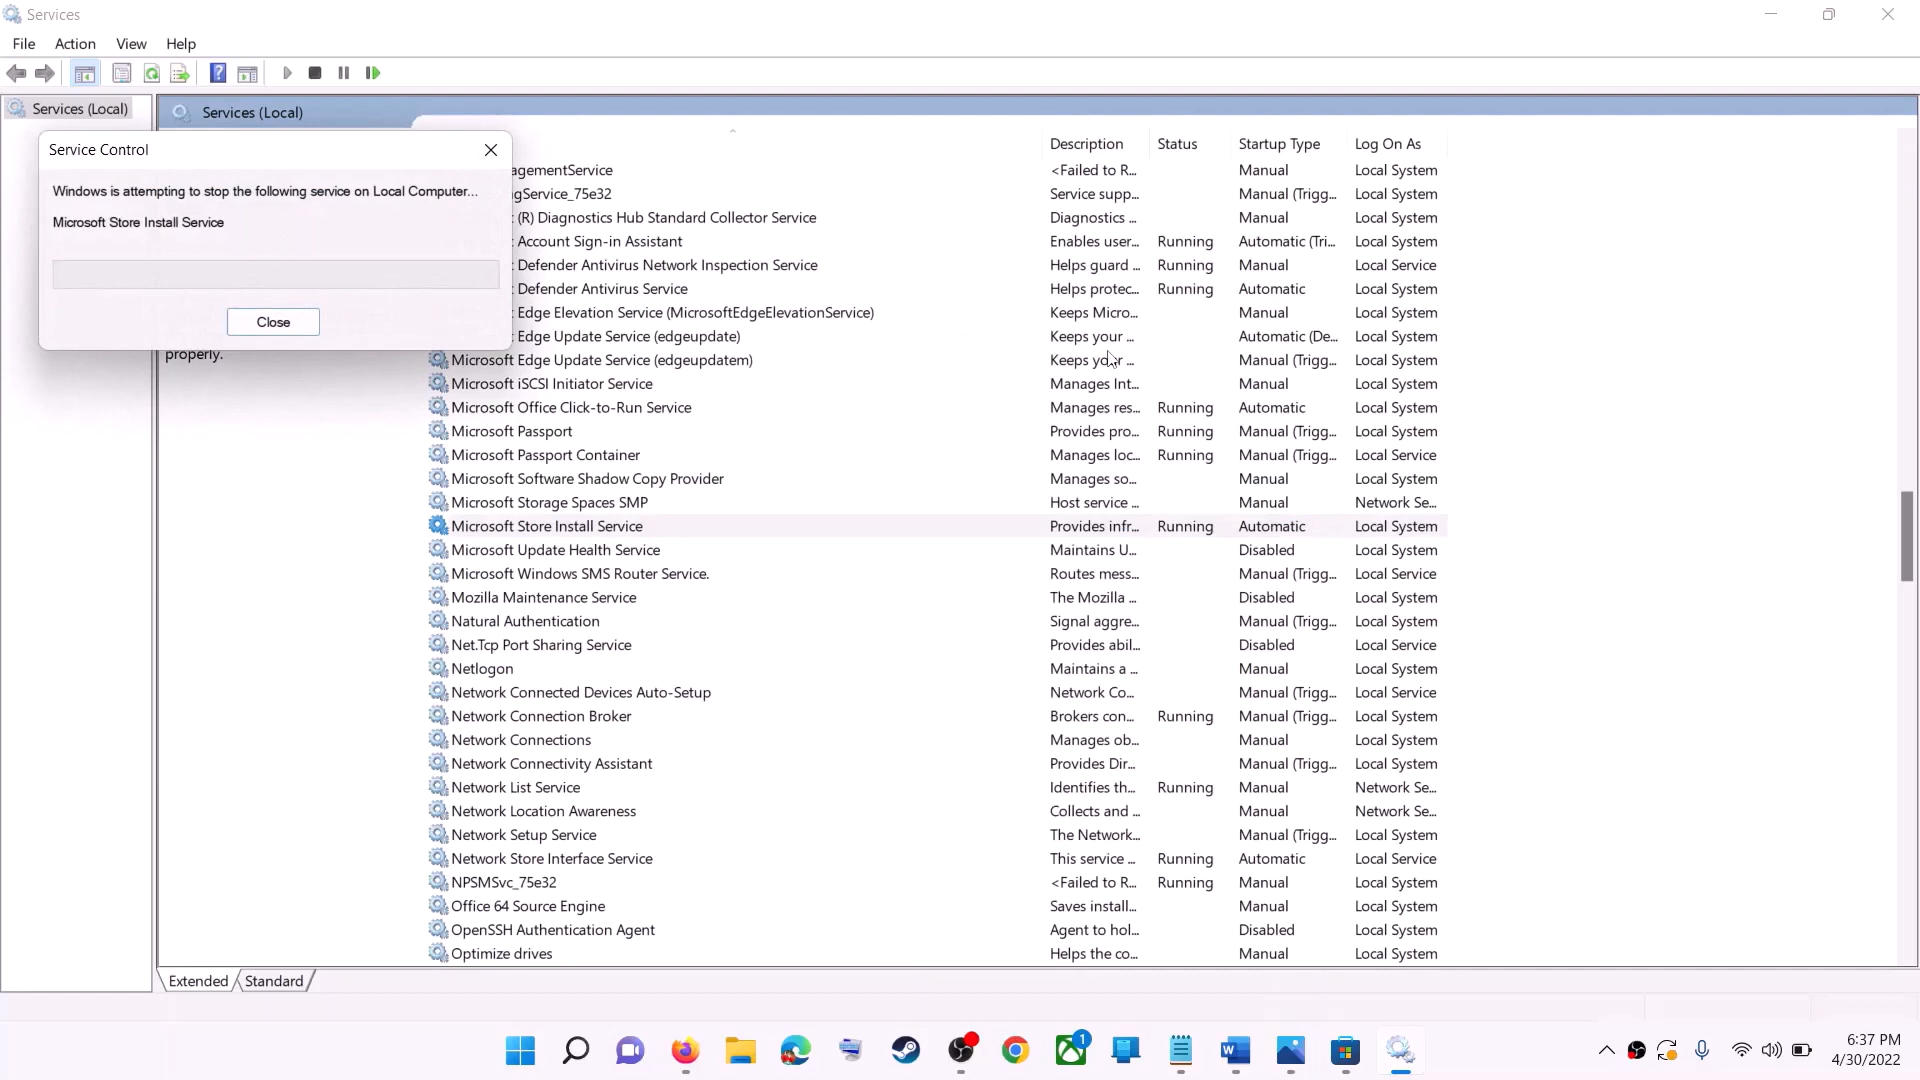 Services
File Action View Help
Services (Local)
Services (Local)
Service Control
Windows is attempting to stop the following service on Local Computer...
Microsoft Store Install Service
Close
properly.
Description Status Startup Type Log On As
agementService <Failed to R... Manual Local System
gService_75e32 Service supp... Manual (Trigg... Local System
(R) Diagnostics Hub Standard Collector Service Diagnostics ... Manual Local System
Account Sign-in Assistant Enables user... Running Automatic (Tri... Local System
Defender Antivirus Network Inspection Service Helps guard ... Running Manual Local Service
Defender Antivirus Service Helps protec... Running Automatic Local System
Edge Elevation Service (MicrosoftEdgeElevationService) Keeps Micro... Manual Local System
Edge Update Service (edgeupdate) Keeps your ... Automatic (De... Local System
Microsoft Edge Update Service (edgeupdatem) Keeps your ... Manual (Trigg... Local System
Microsoft iSCSI Initiator Service Manages Int... Manual Local System
Microsoft Office Click-to-Run Service Manages res... Running Automatic Local System
Microsoft Passport Provides pro... Running Manual (Trigg... Local System
Microsoft Passport Container Manages loc... Running Manual (Trigg... Local Service
Microsoft Software Shadow Copy Provider Manages so... Manual Local System
Microsoft Storage Spaces SMP Host service ... Manual Network Se...
Microsoft Store Install Service Provides infr... Running Automatic Local System
Microsoft Update Health Service Maintains U... Disabled Local System
Microsoft Windows SMS Router Service. Routes mess... Manual (Trigg... Local Service
Mozilla Maintenance Service The Mozilla ... Disabled Local System
Natural Authentication Signal aggre... Manual (Trigg... Local System
Net.Tcp Port Sharing Service Provides abil... Disabled Local Service
Netlogon Maintains a ... Manual Local System
Network Connected Devices Auto-Setup Network Co... Manual (Trigg... Local Service
Network Connection Broker Brokers con... Running Manual (Trigg... Local System
Network Connections Manages ob... Manual Local System
Network Connectivity Assistant Provides Dir... Manual (Trigg... Local System
Network List Service Identifies th... Running Manual Network Se...
Network Location Awareness Collects and ... Manual Network Se...
Network Setup Service The Network... Manual (Trigg... Local System
Network Store Interface Service This service ... Running Automatic Local Service
NPSMSvc_75e32 <Failed to R... Running Manual Local System
Office 64 Source Engine Saves install... Manual Local System
OpenSSH Authentication Agent Agent to hol... Disabled Local System
Optimize drives Helps the co... Manual Local System
Extended Standard
1
6:37 PM
4/30/2022